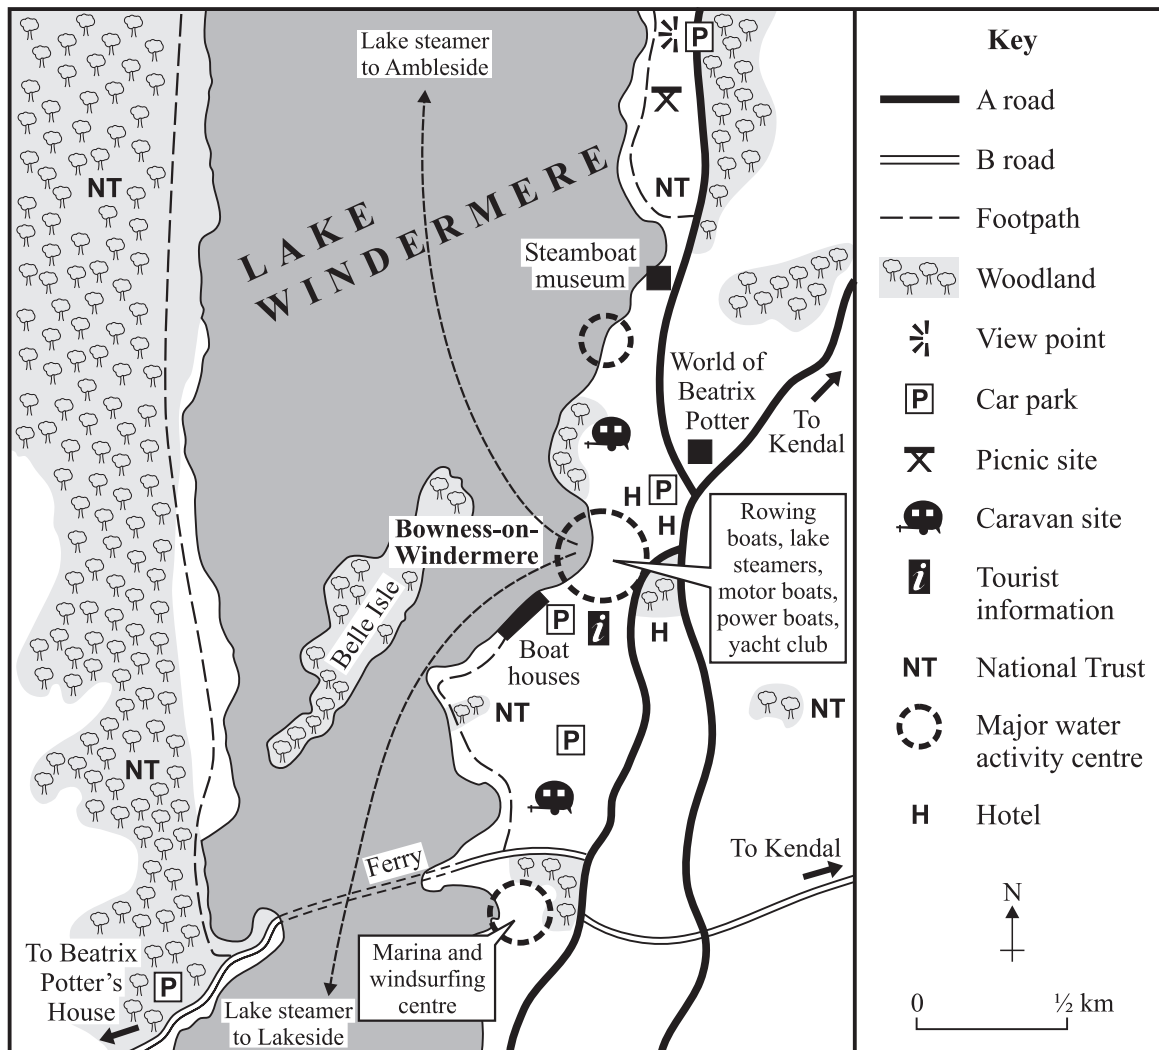 Lake steamer
to Ambleside
P
NT
NT
LAKE
WINDERMERE
Steamboat
museum
World of
Beatrix
Potter
To
Kendal
H
P
H
Bowness-on-
Windermere
Rowing
boats, lake
steamers,
motor boats,
power boats,
yacht club
Belle Isle
P
i
H
Boat
houses
NT
NT
P
NT
To Kendal
Ferry
Marina and
windsurfing
centre
To Beatrix
Potter's
House
P
Lake steamer
to Lakeside
Key
A road
B road
Footpath
Woodland
View point
P
Car park
Picnic site
Caravan site
i
Tourist
information
NT
National Trust
Major water
activity centre
H
Hotel
N
0
½ km